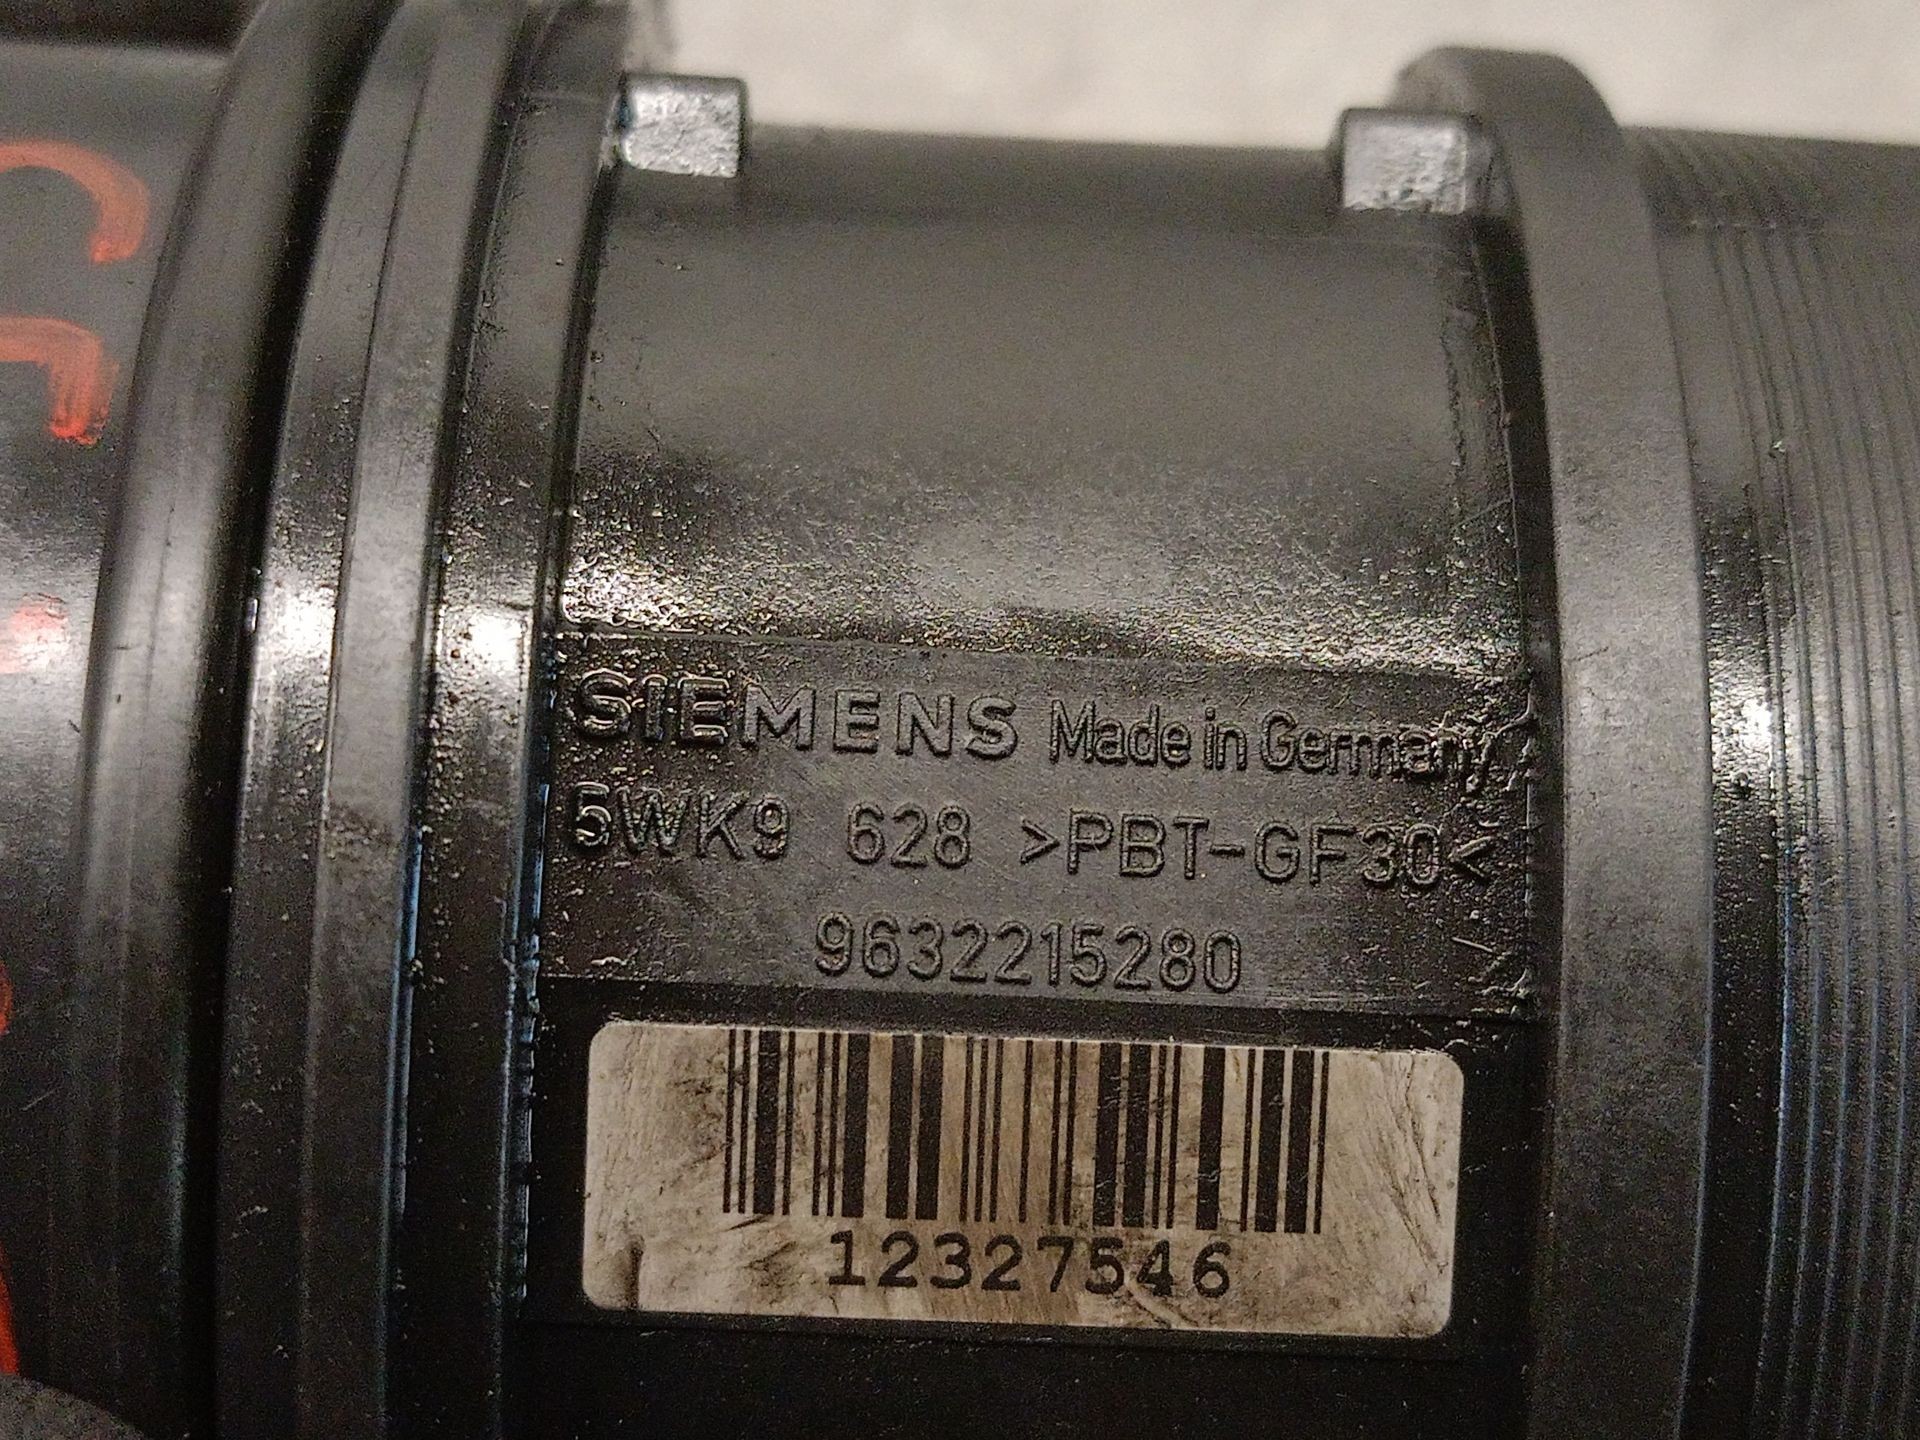 SIEMENS Made in Germany
5WK9 628 >PBT-GF30<
9632215280
12327546